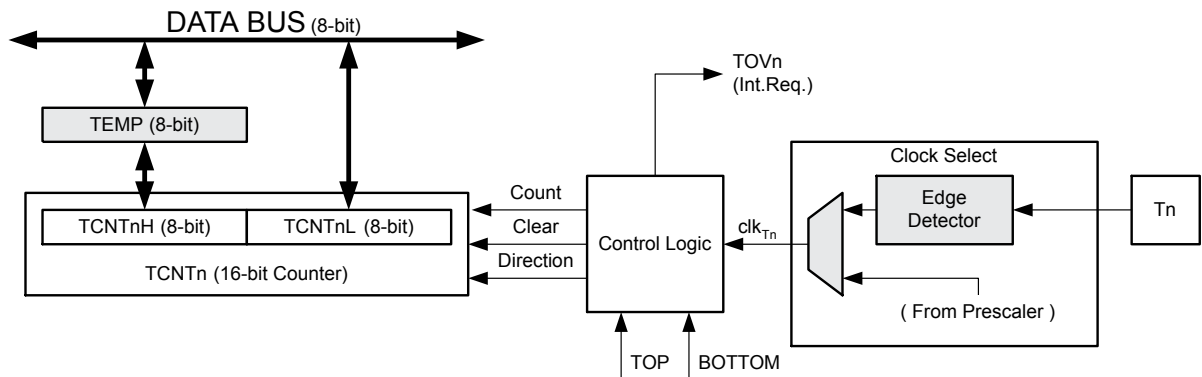 DATA BUS (8-bit)
TEMP (8-bit)
TCNTnH (8-bit)
TCNTnL (8-bit)
TCNTn (16-bit Counter)
Count
Clear
Direction
Control Logic
TOVn
(Int.Req.)
TOP
BOTTOM
clkTn
Clock Select
Edge
Detector
( From Prescaler )
Tn